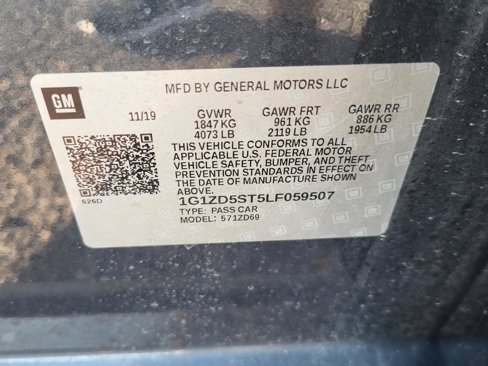 GM
MFD BY GENERAL MOTORS LLC
11/19 GVWR GAWR FRT GAWR RR
1847 KG 961 KG 886 KG
4073 LB 2119 LB 1954 LB
THIS VEHICLE CONFORMS TO ALL
APPLICABLE U.S. FEDERAL MOTOR
VEHICLE SAFETY, BUMPER, AND THEFT
PREVENTION STANDARDS IN EFFECT ON
THE DATE OF MANUFACTURE SHOWN
ABOVE.
626D
1G1ZD5ST5LF059507
TYPE: PASS CAR
MODEL: 571ZD69